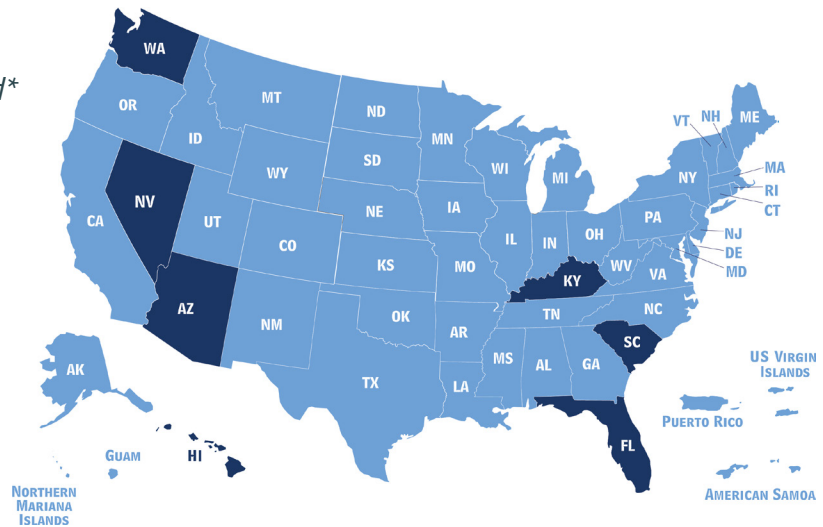 WA
MT
ND
OR
MN
ID
SD
WI
WY
MI
VT
NH
ME
NY
MA
RI
CT
NV
NE
IA
PA
CA
UT
CO
IL
IN
OH
NJ
DE
MD
KS
MO
WV
VA
KY
AZ
NM
OK
AR
TN
NC
SC
MS
AL
GA
TX
LA
AK
FL
HI
US VIRGIN
ISLANDS
PUERTO RICO
GUAM
NORTHERN
MARIANA
ISLANDS
AMERICAN SAMOA